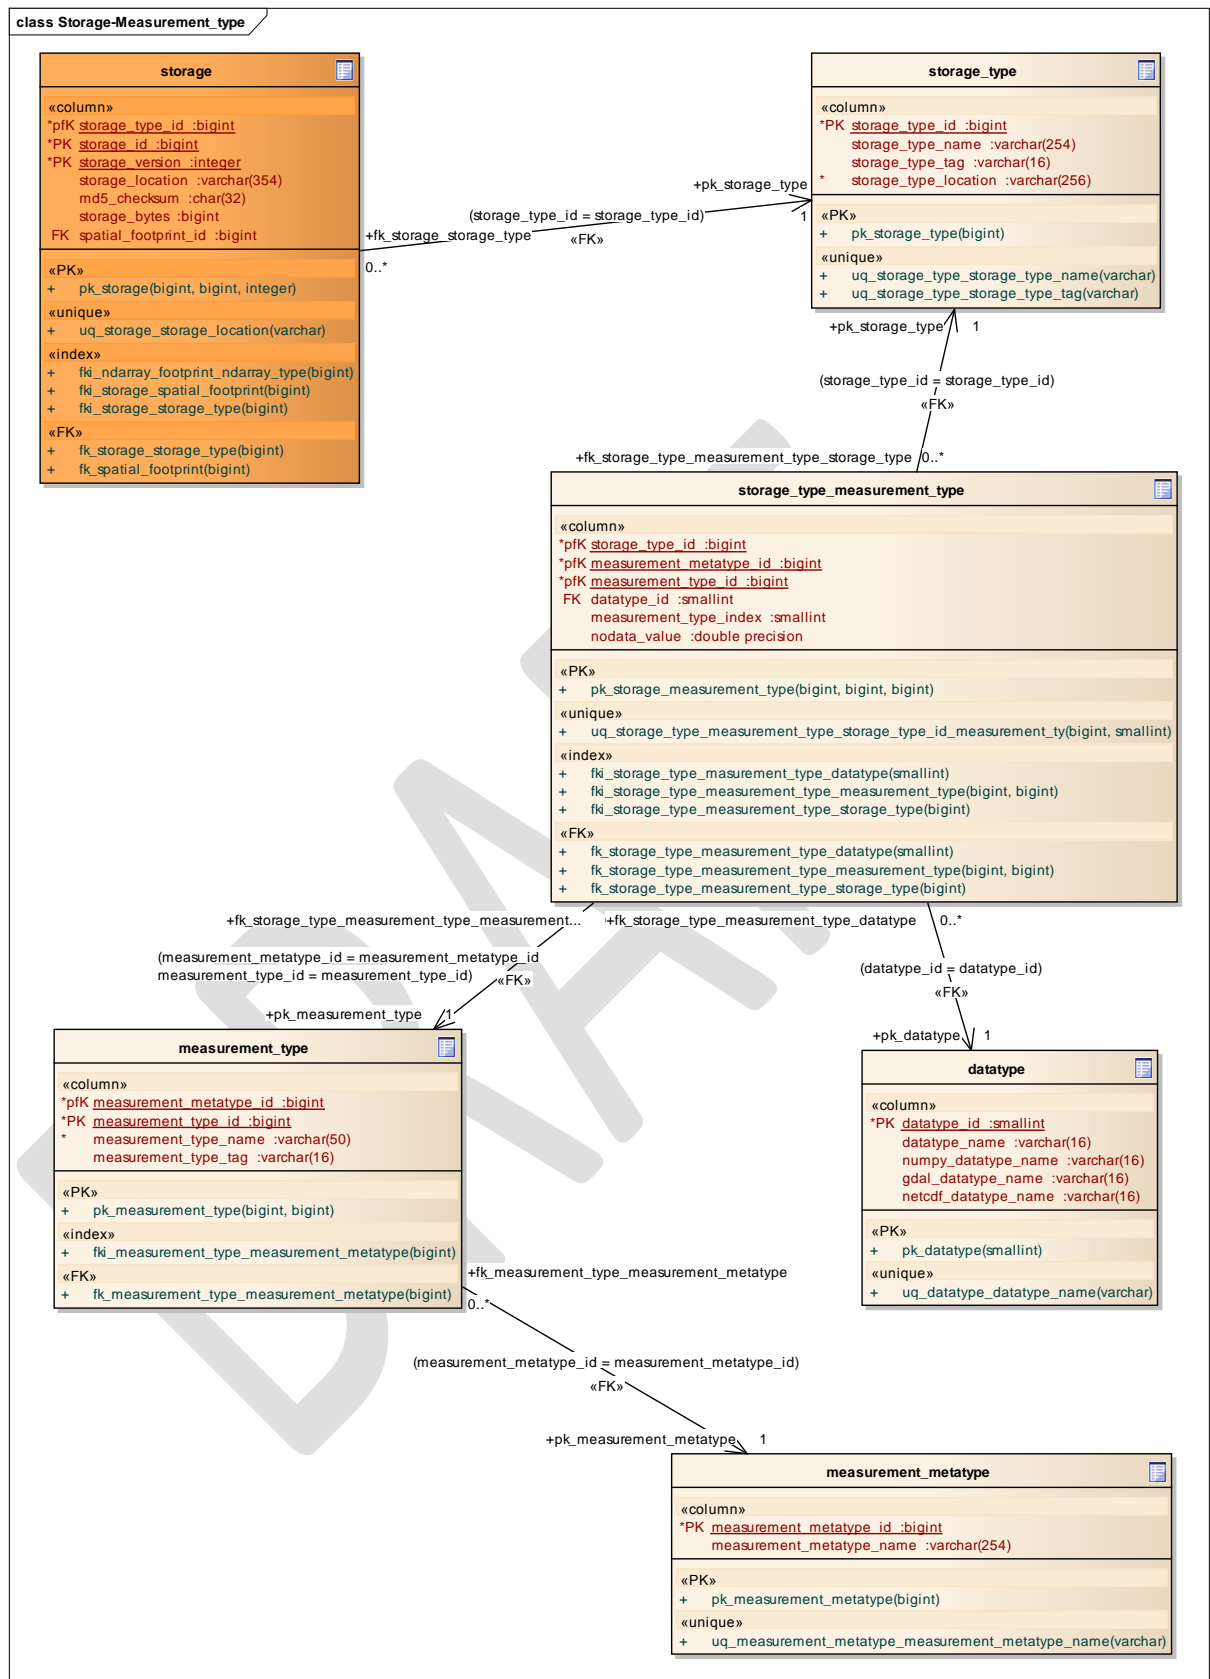 class Storage-Measurement_type
storage
«column»
*pfK storage_type_id :bigint
*PK storage_id :bigint
*PK storage_version :integer
storage_location :varchar(354)
md5_checksum :char(32)
storage_bytes :bigint
FK spatial_footprint_id :bigint
«PK»
+ pk_storage(bigint, bigint, integer)
«unique»
+ uq_storage_storage_location(varchar)
«index»
+ fki_ndarray_footprint_ndarray_type(bigint)
+ fki_storage_spatial_footprint(bigint)
+ fki_storage_storage_type(bigint)
«FK»
+ fk_storage_storage_type(bigint)
+ fk_spatial_footprint(bigint)
+pk_storage_type
1
(storage_type_id = storage_type_id)
+fk_storage_storage_type
«FK»
0..*
storage_type
«column»
*PK storage_type_id :bigint
storage_type_name :varchar(254)
storage_type_tag :varchar(16)
* storage_type_location :varchar(256)
«PK»
+ pk_storage_type(bigint)
«unique»
+ uq_storage_type_storage_type_name(varchar)
+ uq_storage_type_storage_type_tag(varchar)
+pk_storage_type 1
(storage_type_id = storage_type_id)
«FK»
+fk_storage_type_measurement_type_storage_type 0..*
storage_type_measurement_type
«column»
*pfK storage_type_id :bigint
*pfK measurement_metatype_id :bigint
*pfK measurement_type_id :bigint
FK datatype_id :smallint
measurement_type_index :smallint
nodata_value :double precision
«PK»
+ pk_storage_measurement_type(bigint, bigint, bigint)
«unique»
+ uq_storage_type_measurement_type_storage_type_id_measurement_ty(bigint, smallint)
«index»
+ fki_storage_type_masurement_type_datatype(smallint)
+ fki_storage_type_measurement_type_measurement_type(bigint, bigint)
+ fki_storage_type_measurement_type_storage_type(bigint)
«FK»
+ fk_storage_type_measurement_type_datatype(smallint)
+ fk_storage_type_measurement_type_measurement_type(bigint, bigint)
+ fk_storage_type_measurement_type_storage_type(bigint)
+fk_storage_type_measurement_type_measurement...
(measurement_metatype_id = measurement_metatype_id
measurement_type_id = measurement_type_id)
«FK»
+pk_measurement_type 1
+fk_storage_type_measurement_type_datatype 0..*
(datatype_id = datatype_id)
«FK»
+pk_datatype 1
measurement_type
«column»
*pfK measurement_metatype_id :bigint
*PK measurement_type_id :bigint
* measurement_type_name :varchar(50)
measurement_type_tag :varchar(16)
«PK»
+ pk_measurement_type(bigint, bigint)
«index»
+ fki_measurement_type_measurement_metatype(bigint)
«FK»
+ fk_measurement_type_measurement_metatype(bigint)
datatype
«column»
*PK datatype_id :smallint
datatype_name :varchar(16)
numpy_datatype_name :varchar(16)
gdal_datatype_name :varchar(16)
netcdf_datatype_name :varchar(16)
«PK»
+ pk_datatype(smallint)
«unique»
+ uq_datatype_datatype_name(varchar)
+fk_measurement_type_measurement_metatype
0..*
(measurement_metatype_id = measurement_metatype_id)
«FK»
+pk_measurement_metatype 1
measurement_metatype
«column»
*PK measurement_metatype_id :bigint
measurement_metatype_name :varchar(254)
«PK»
+ pk_measurement_metatype(bigint)
«unique»
+ uq_measurement_metatype_measurement_metatype_name(varchar)
DRAFT